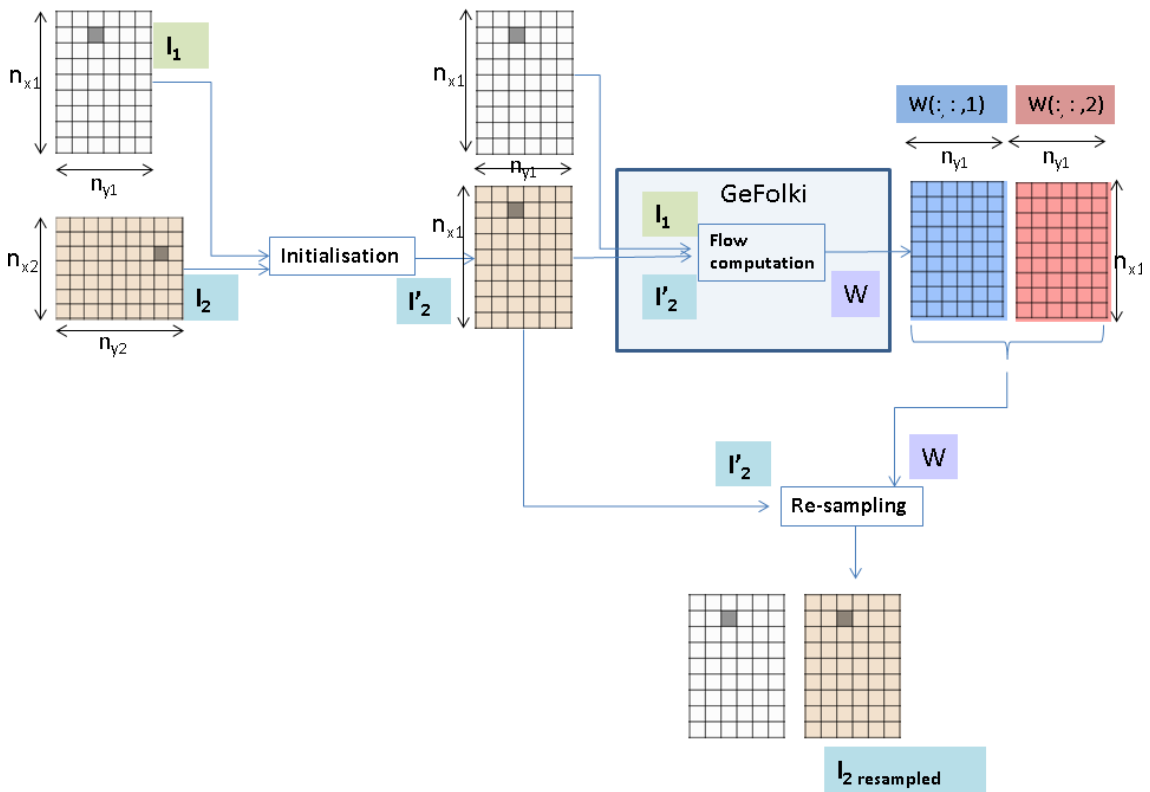 I1
nx1
ny1
nx2
I2
ny2
Initialisation
I'2
nx1
ny1
nx1
GeFolki
I1
I'2
Flow
computation
W
W(:, : ,1)
W(:, : ,2)
ny1
ny1
nx1
I'2
W
Re-sampling
I2 resampled